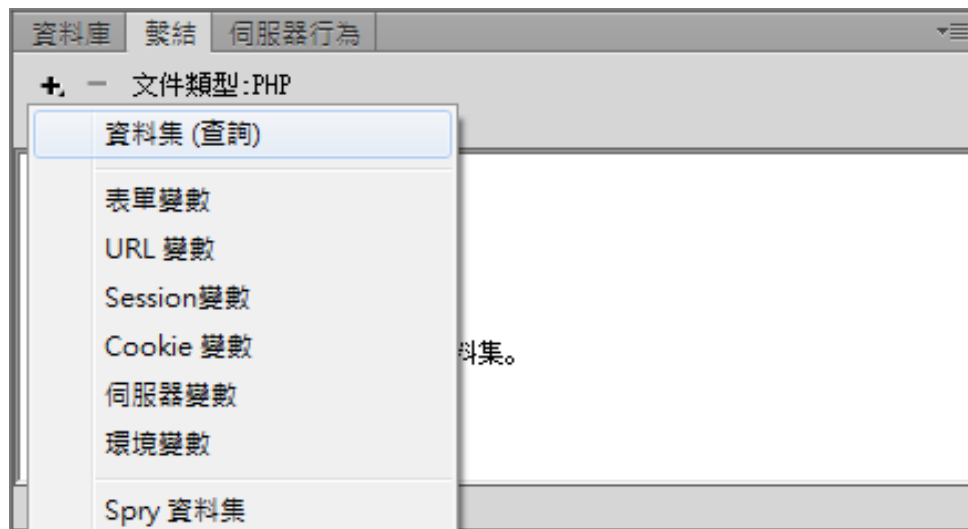 資料庫 繫結 伺服器行為
+ - 文件類型:PHP
資料集 (查詢)
表單變數
URL 變數
Session變數
Cookie 變數
料集。
伺服器變數
環境變數
Spry 資料集